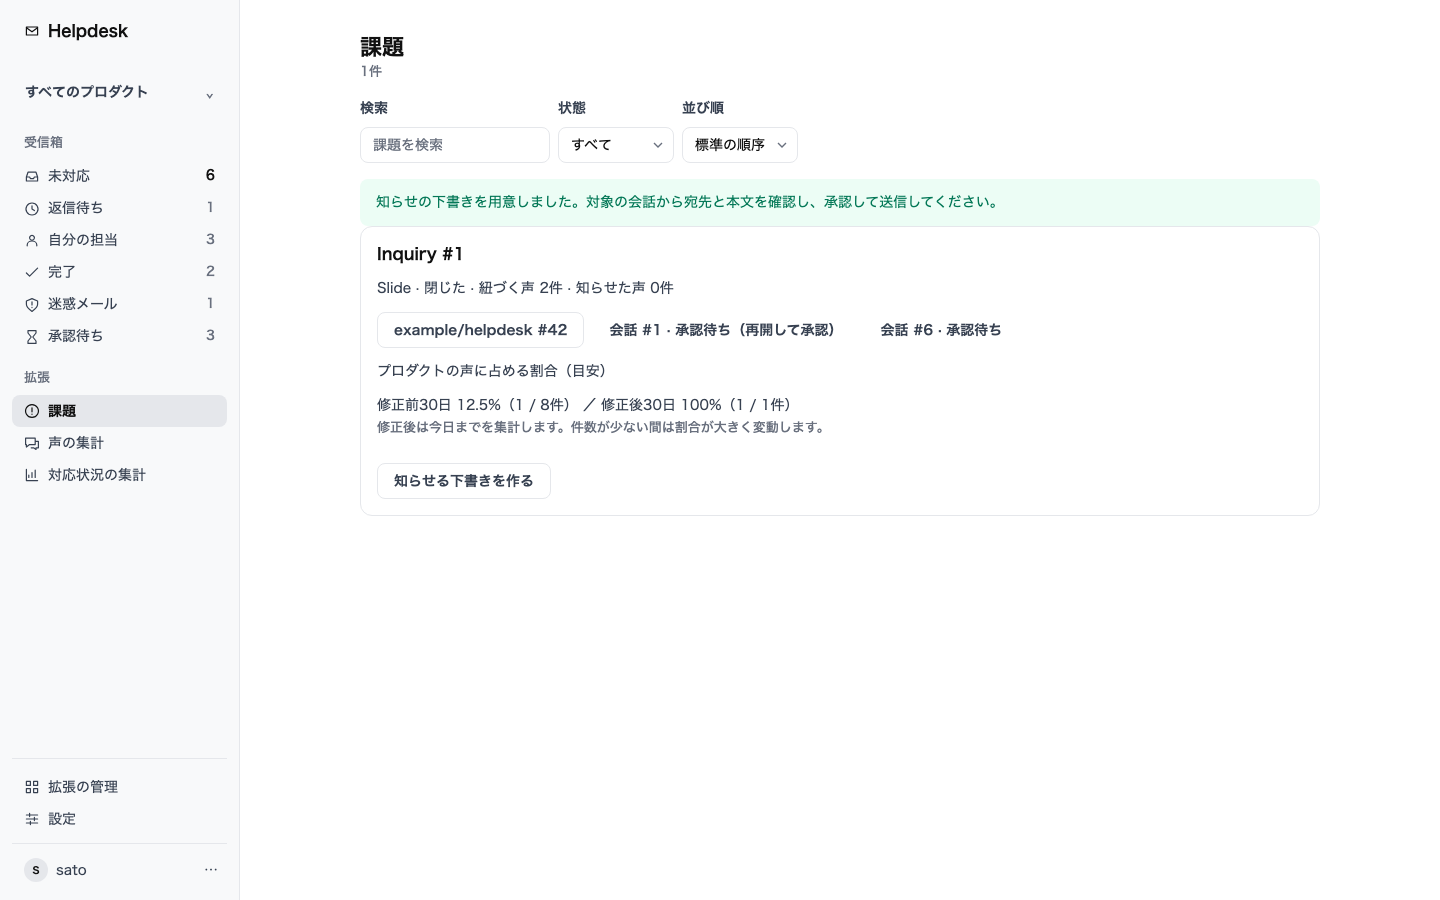 Helpdesk
すべてのプロダクト
受信箱
未対応 6
返信待ち 1
自分の担当 3
完了 2
迷惑メール 1
承認待ち 3
拡張
課題
声の集計
対応状況の集計
拡張の管理
設定
S sato
課題
1件
検索 状態 並び順
課題を検索 すべて 標準の順序
知らせの下書きを用意しました。対象の会話から宛先と本文を確認し、承認して送信してください。
Inquiry #1
Slide · 閉じた · 紐づく声 2件 · 知らせた声 0件
example/helpdesk #42 会話 #1 · 承認待ち（再開して承認） 会話 #6 · 承認待ち
プロダクトの声に占める割合（目安）
修正前30日 12.5%（1 / 8件） ／ 修正後30日 100%（1 / 1件）
修正後は今日までを集計します。件数が少ない間は割合が大きく変動します。
知らせる下書きを作る